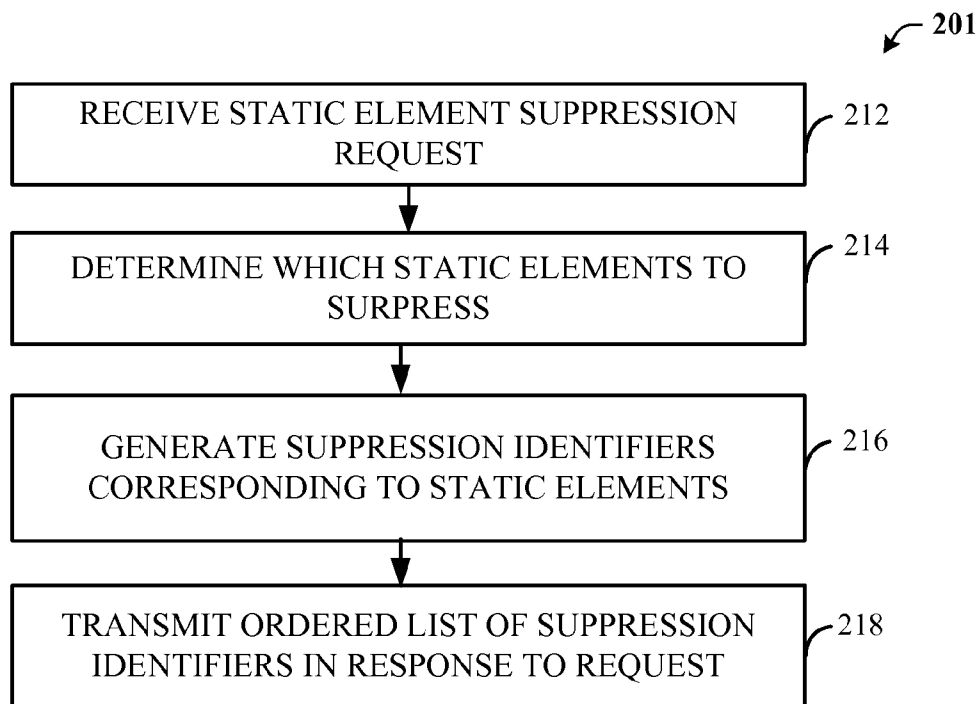 201
RECEIVE STATIC ELEMENT SUPPRESSION
REQUEST
212
DETERMINE WHICH STATIC ELEMENTS TO
SURPRESS
214
GENERATE SUPPRESSION IDENTIFIERS
CORRESPONDING TO STATIC ELEMENTS
216
TRANSMIT ORDERED LIST OF SUPPRESSION
IDENTIFIERS IN RESPONSE TO REQUEST
218